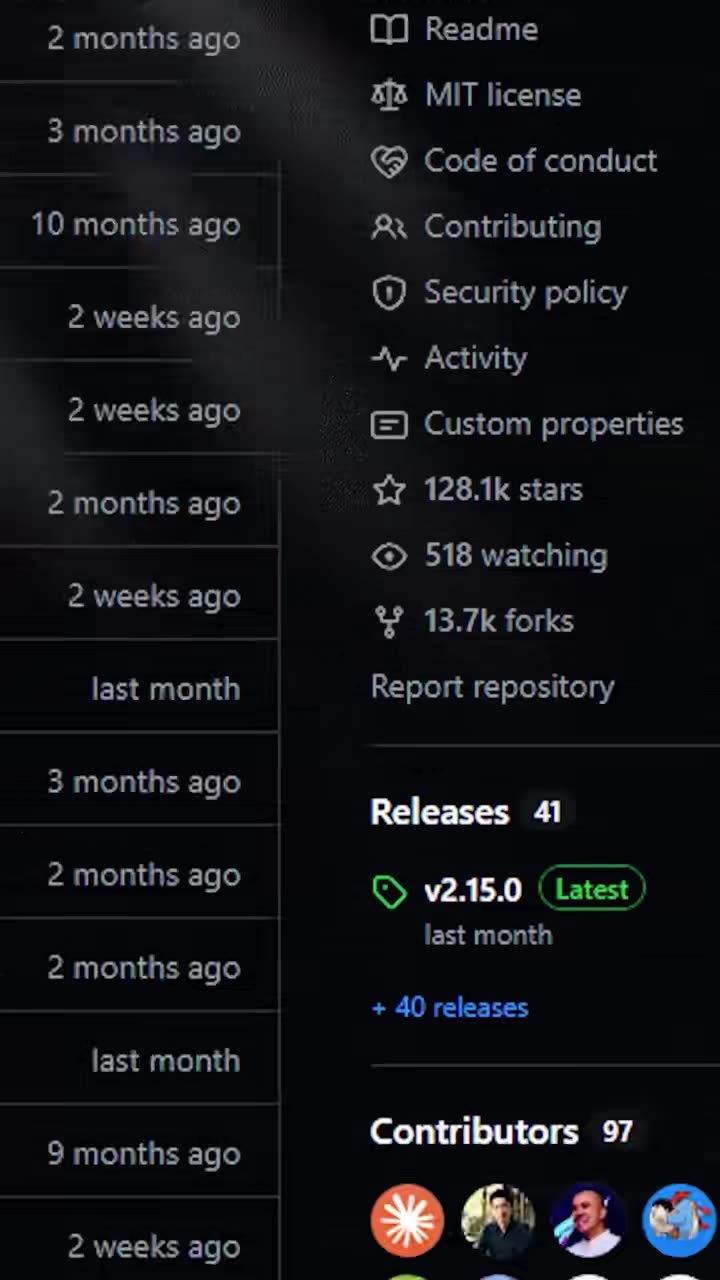 2 months ago
3 months ago
10 months ago
2 weeks ago
2 weeks ago
2 months ago
2 weeks ago
last month
3 months ago
2 months ago
2 months ago
last month
9 months ago
2 weeks ago
Readme
MIT license
Code of conduct
Contributing
Security policy
Activity
Custom properties
128.1k stars
518 watching
13.7k forks
Report repository
Releases 41
v2.15.0 Latest
last month
+ 40 releases
Contributors 97